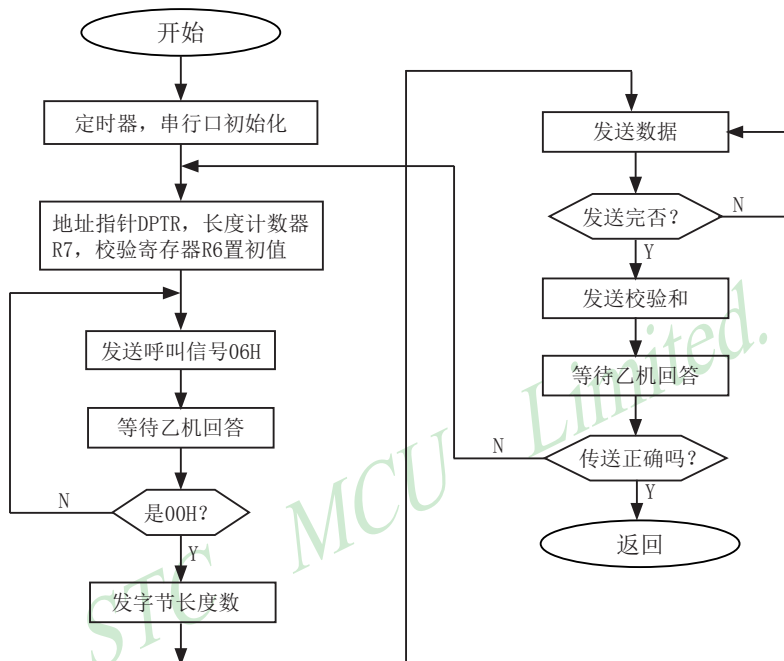 开始
定时器，串行口初始化
地址指针DPTR，长度计数器
R7，校验寄存器R6置初值
发送呼叫信号06H
等待乙机回答
是00H？
N
Y
发字节长度数
发送数据
发送完否？
N
Y
发送校验和
等待乙机回答
传送正确吗？
N
Y
返回
STC MCU Limited.